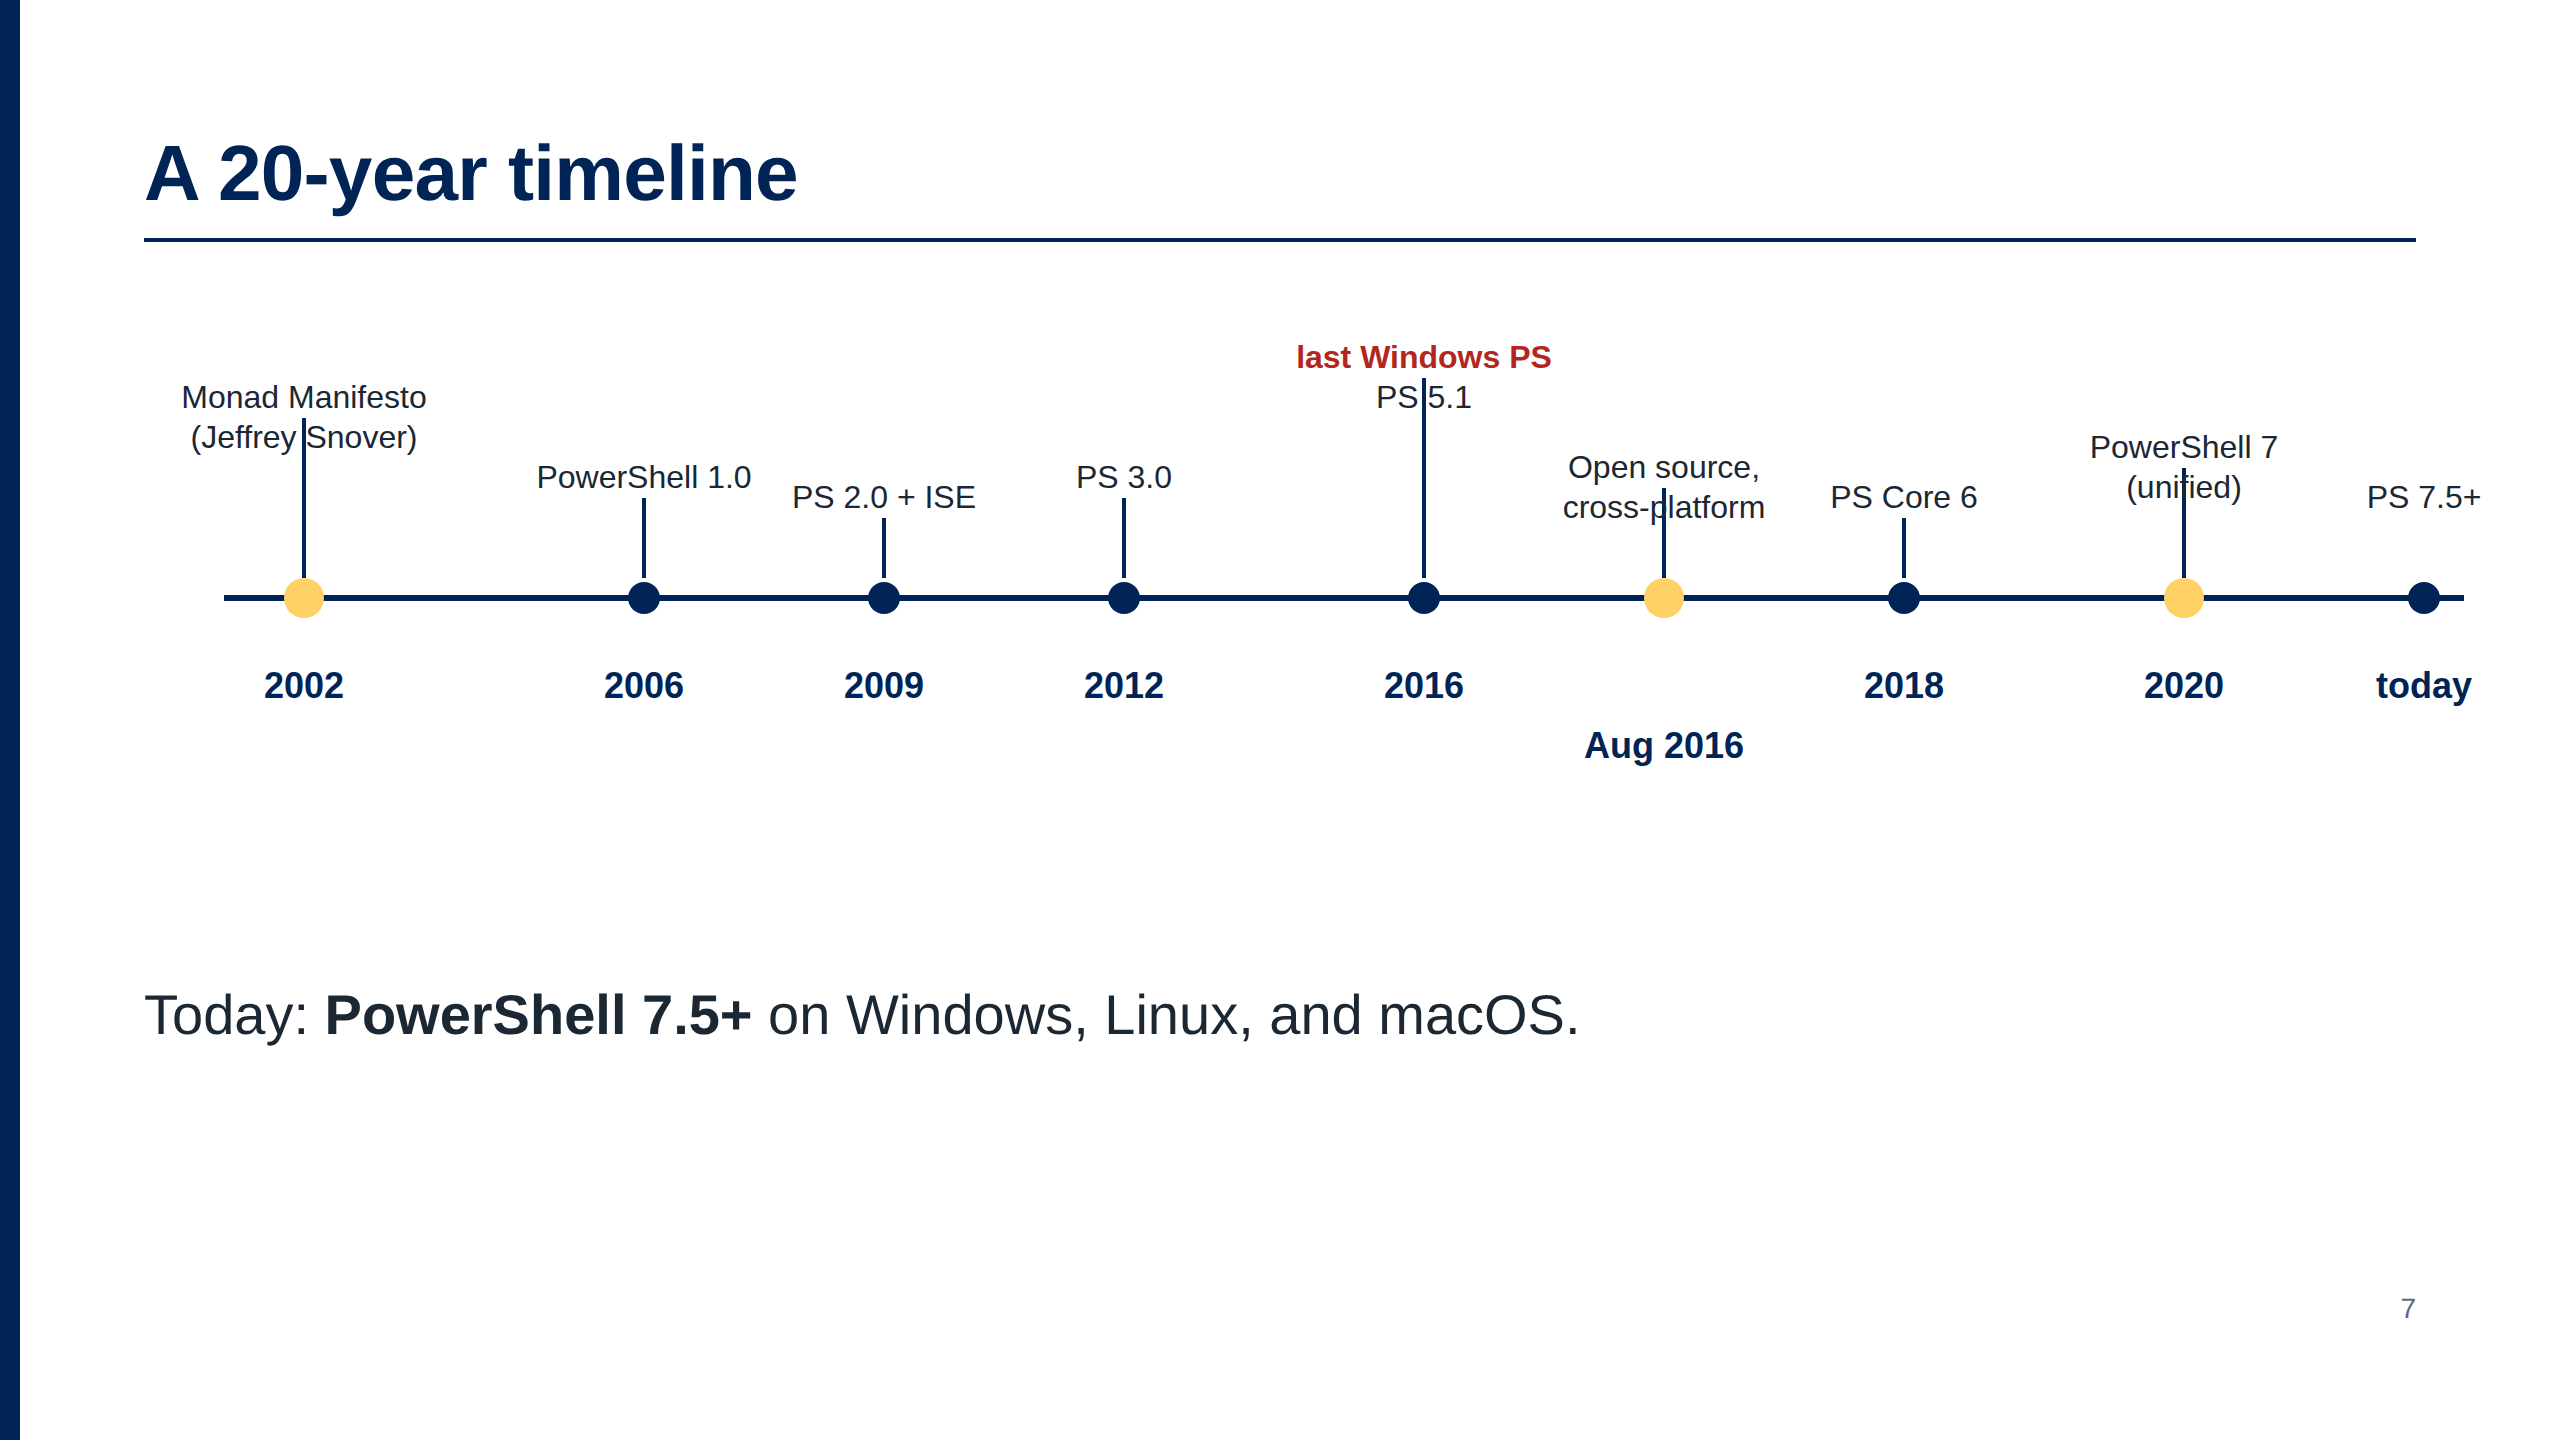 A 20-year timeline
Monad Manifesto
(Jeffrey Snover)
PowerShell 1.0
PS 2.0 + ISE
PS 3.0
last Windows PS
PS 5.1
Open source,
cross-platform
PS Core 6
PowerShell 7
(unified)
PS 7.5+
2002
2006
2009
2012
2016
Aug 2016
2018
2020
today
Today: PowerShell 7.5+ on Windows, Linux, and macOS.
7